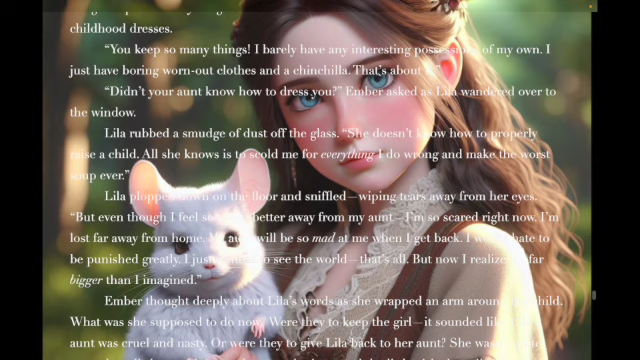 childhood dresses.
“You keep so many things! I barely have any interesting possessions of my own. I
just have boring worn-out clothes and a chinchilla. That’s about
“Didn’t your aunt know how to dress you?” Ember asked as Lila wandered over to
the window.
Lila rubbed a smudge of dust off the glass. “She doesn’t know how to properly
raise a child. All she knows is to scold me for everything I do wrong and make the worst
soup ever.”
Lila plopped down on the floor and sniffled—wiping tears away from her eyes.
“But even though I feel better away from my aunt—I’m so scared right now. I’m
lost far away from home. aunt will be so mad at me when I get back. I hate to
be punished greatly. I just to see the world—that’s all. But now I realize far
bigger than I imagined.”
Ember thought deeply about Lila’s words as she wrapped an arm around child.
What was she supposed to do now? Were they to keep the girl—it sounded
aunt was cruel and nasty. Or were they to give Lila back to her aunt? She was